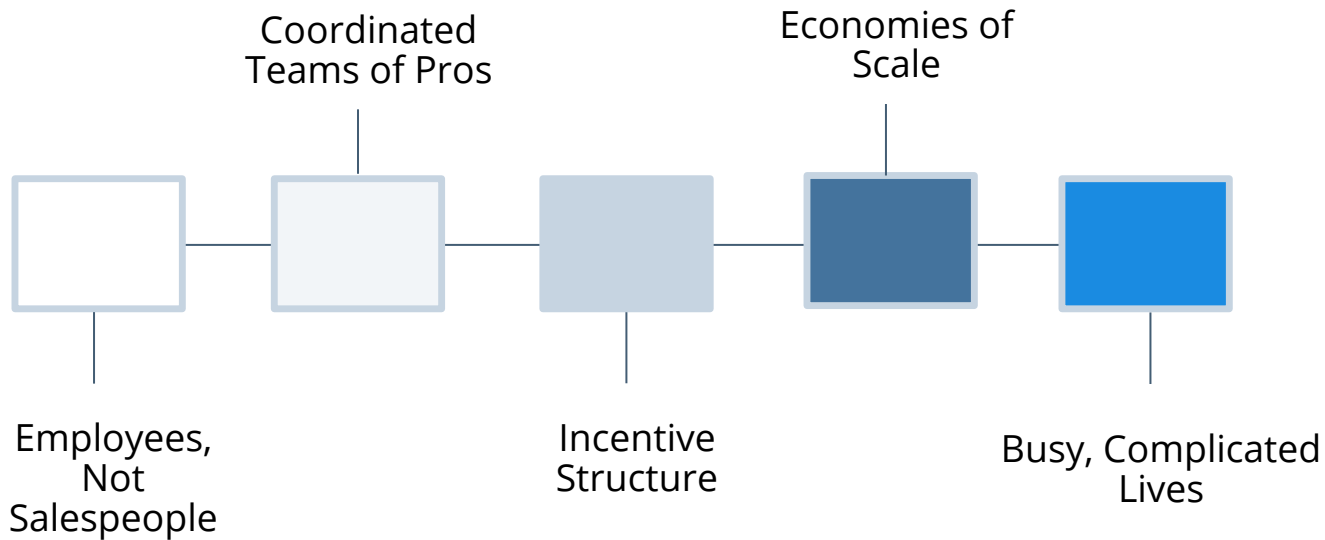 Coordinated
Teams of Pros
Economies of
Scale
Employees,
Not
Salespeople
Incentive
Structure
Busy, Complicated
Lives